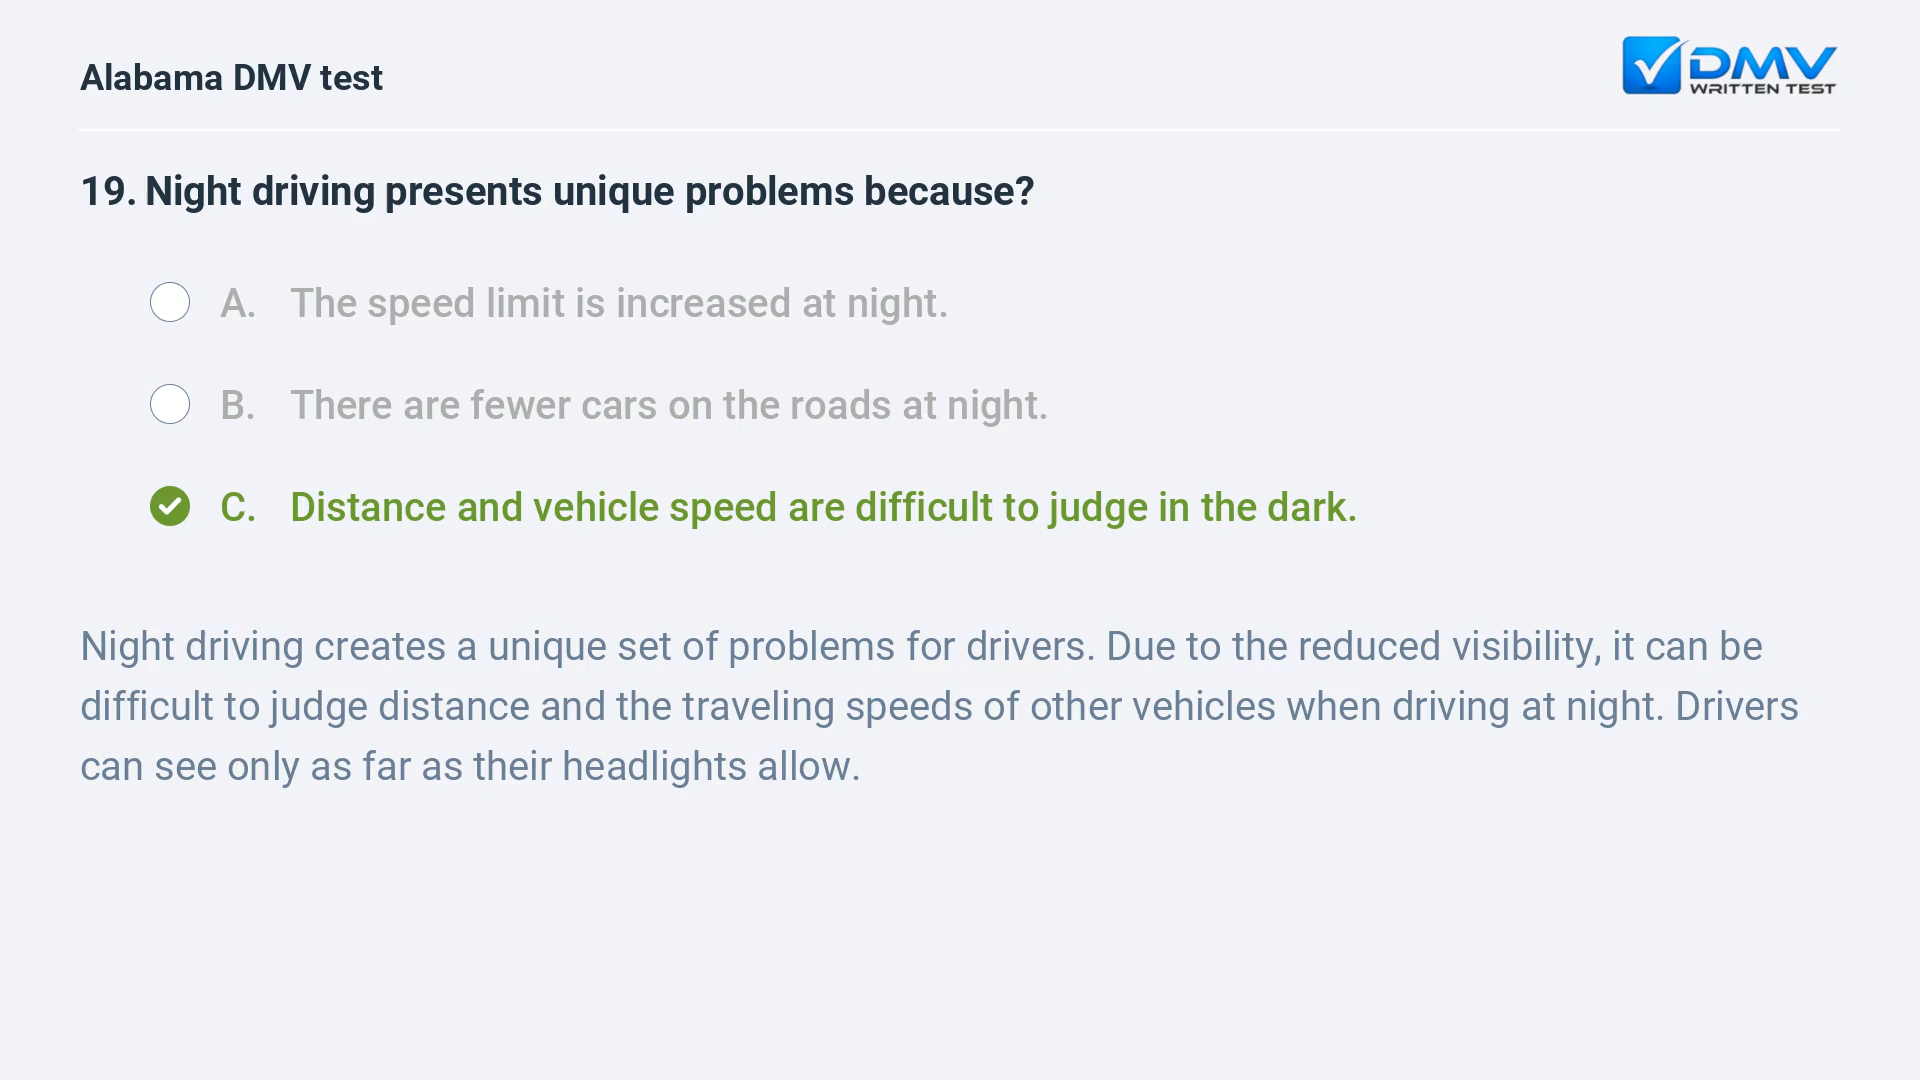 Alabama DMV test
DMV
WRITTEN TEST
19. Night driving presents unique problems because?
A. The speed limit is increased at night.
B. There are fewer cars on the roads at night.
C. Distance and vehicle speed are difficult to judge in the dark.
Night driving creates a unique set of problems for drivers. Due to the reduced visibility, it can be
difficult to judge distance and the traveling speeds of other vehicles when driving at night. Drivers
can see only as far as their headlights allow.